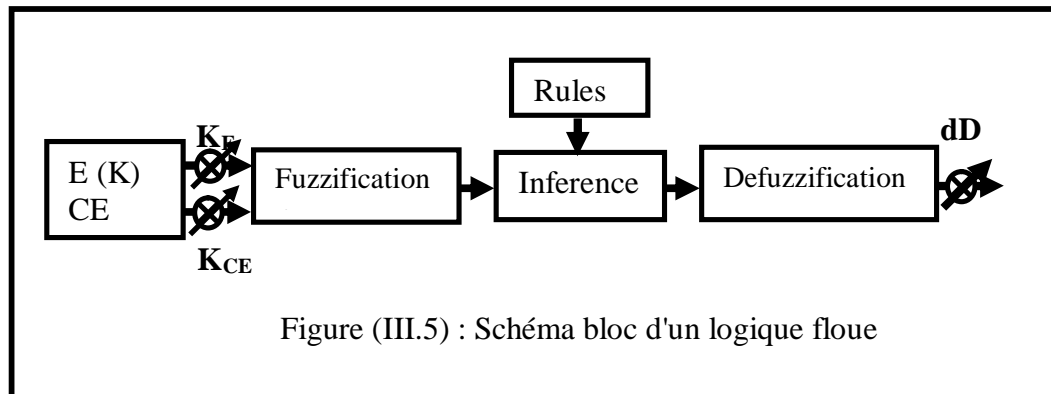 Rules
dD
K_E
E (K)
CE
Fuzzification
Inference
Defuzzification
K_CE
Figure (III.5) : Schéma bloc d'un logique floue